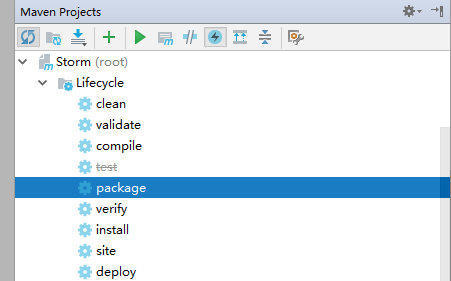 Maven Projects
Storm (root)
Lifecycle
clean
validate
compile
test
package
verify
install
site
deploy